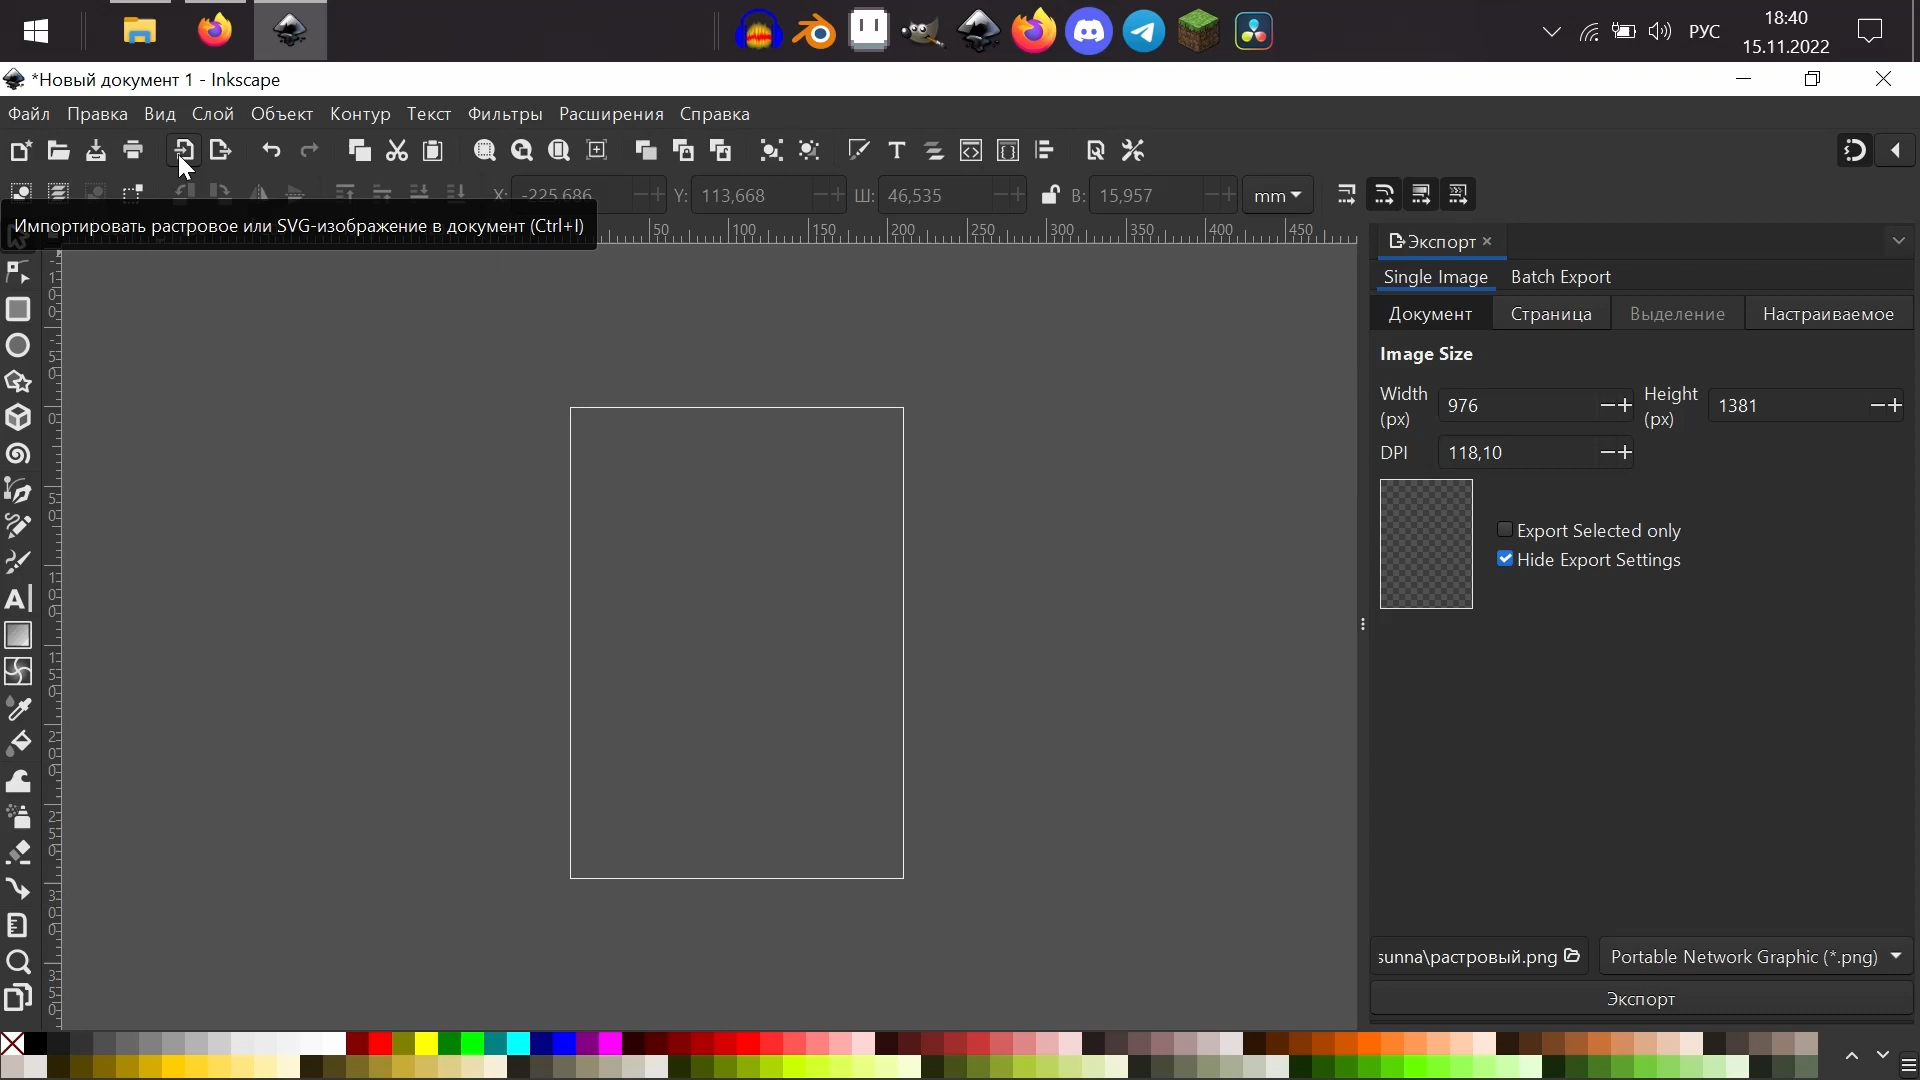 РУС
18:40
15.11.2022
*Новый документ 1 - Inkscape
Файл Правка Вид Слой Объект Контур Текст Фильтры Расширения Справка
X: -225,686 Y: 113,668 Ш: 46,535 В: 15,957 mm
Импортировать растровое или SVG-изображение в документ (Ctrl+I)
50 100 150 200 250 300 350 400 450
Экспорт
Single Image Batch Export
Документ Страница Выделение Настраиваемое
Image Size
Width (px) 976 Height (px) 1381
DPI 118,10
Export Selected only
Hide Export Settings
sunna\растровый.png Portable Network Graphic (*.png)
Экспорт